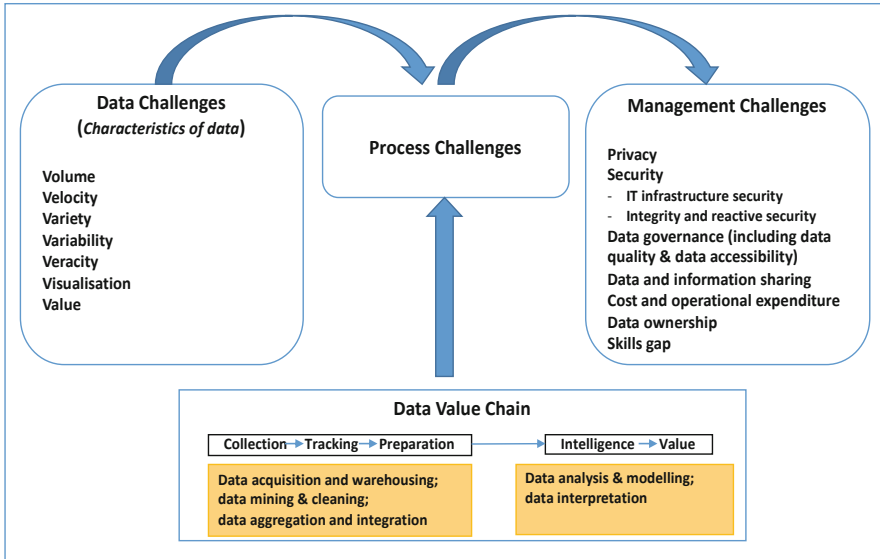 Data Challenges
(Characteristics of data)
Volume
Velocity
Variety
Variability
Veracity
Visualisation
Value
Process Challenges
Management Challenges
Privacy
Security
- IT infrastructure security
- Integrity and reactive security
Data governance (including data
quality & data accessibility)
Data and information sharing
Cost and operational expenditure
Data ownership
Skills gap
Data Value Chain
Collection Tracking Preparation
Intelligence Value
Data acquisition and warehousing;
data mining & cleaning;
data aggregation and integration
Data analysis & modelling;
data interpretation